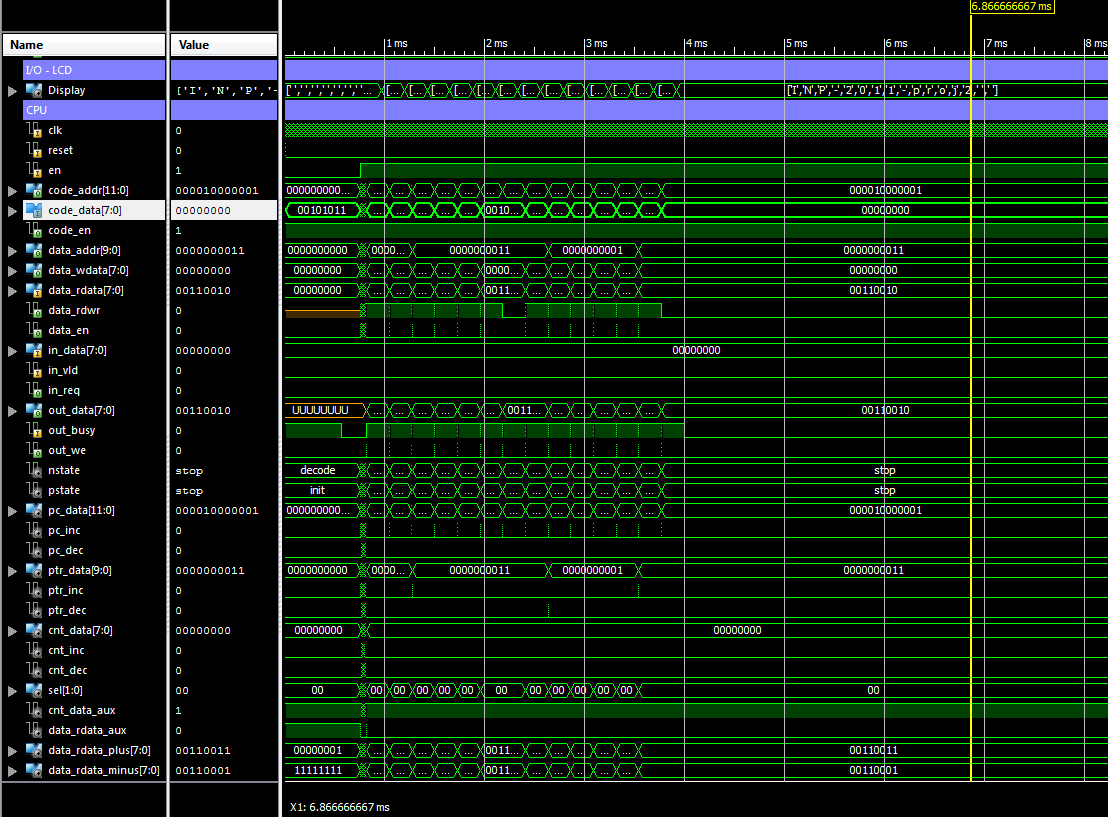 6.866666667 ms
Name Value 1 ms 2 ms 3 ms 4 ms 5 ms 6 ms 7 ms 8 ms
I/O - LCD
Display ['I','N','P','- [' ',' ',' ',' ',' ',' '... [... [... [... [... [... [... [... [... [... [... [... [... [... ['I','N','P','-','2','0','1','1','-','p','r','o','j','2',' ',' ']
CPU
clk 0
reset 0
en 1
code_addr[11:0] 000010000001 000000000... ... ... ... ... ... ... ... ... ... ... ... ... 000010000001
code_data[7:0] 00000000 00101011 ... ... ... ... ... 0010... ... ... ... ... ... ... 00000000
code_en 1
data_addr[9:0] 0000000011 0000000000 0000... 0000000011 0000000001 0000000011
data_wdata[7:0] 00000000 00000000 ... ... ... ... ... 0000... ... ... ... ... ... 00000000
data_rdata[7:0] 00110010 00000000 ... ... ... ... ... 0011... ... ... ... ... ... 00110010
data_rdwr 0
data_en 0
in_data[7:0] 00000000 00000000
in_vld 0
in_req 0
out_data[7:0] 00110010 UUUUUUUU ... ... ... ... ... 0011... ... ... ... ... ... 00110010
out_busy 0
out_we 0
nstate stop decode ... ... ... ... ... ... ... ... ... ... ... ... stop
pstate stop init ... ... ... ... ... ... ... ... ... ... ... ... stop
pc_data[11:0] 000010000001 000000000... ... ... ... ... ... ... ... ... ... ... ... ... 000010000001
pc_inc 0
pc_dec 0
ptr_data[9:0] 0000000011 0000000000 0000... 0000000011 0000000001 0000000011
ptr_inc 0
ptr_dec 0
cnt_data[7:0] 00000000 00000000 00000000
cnt_inc 0
cnt_dec 0
sel[1:0] 00 00 00 00 00 00 00 00 00 00 00 00 00 00
cnt_data_aux 1
data_rdata_aux 0
data_rdata_plus[7:0] 00110011 00000001 ... ... ... ... ... 0011... ... ... ... ... ... 00110011
data_rdata_minus[7:0] 00110001 11111111 ... ... ... ... ... 0011... ... ... ... ... ... 00110001
X1: 6.866666667 ms